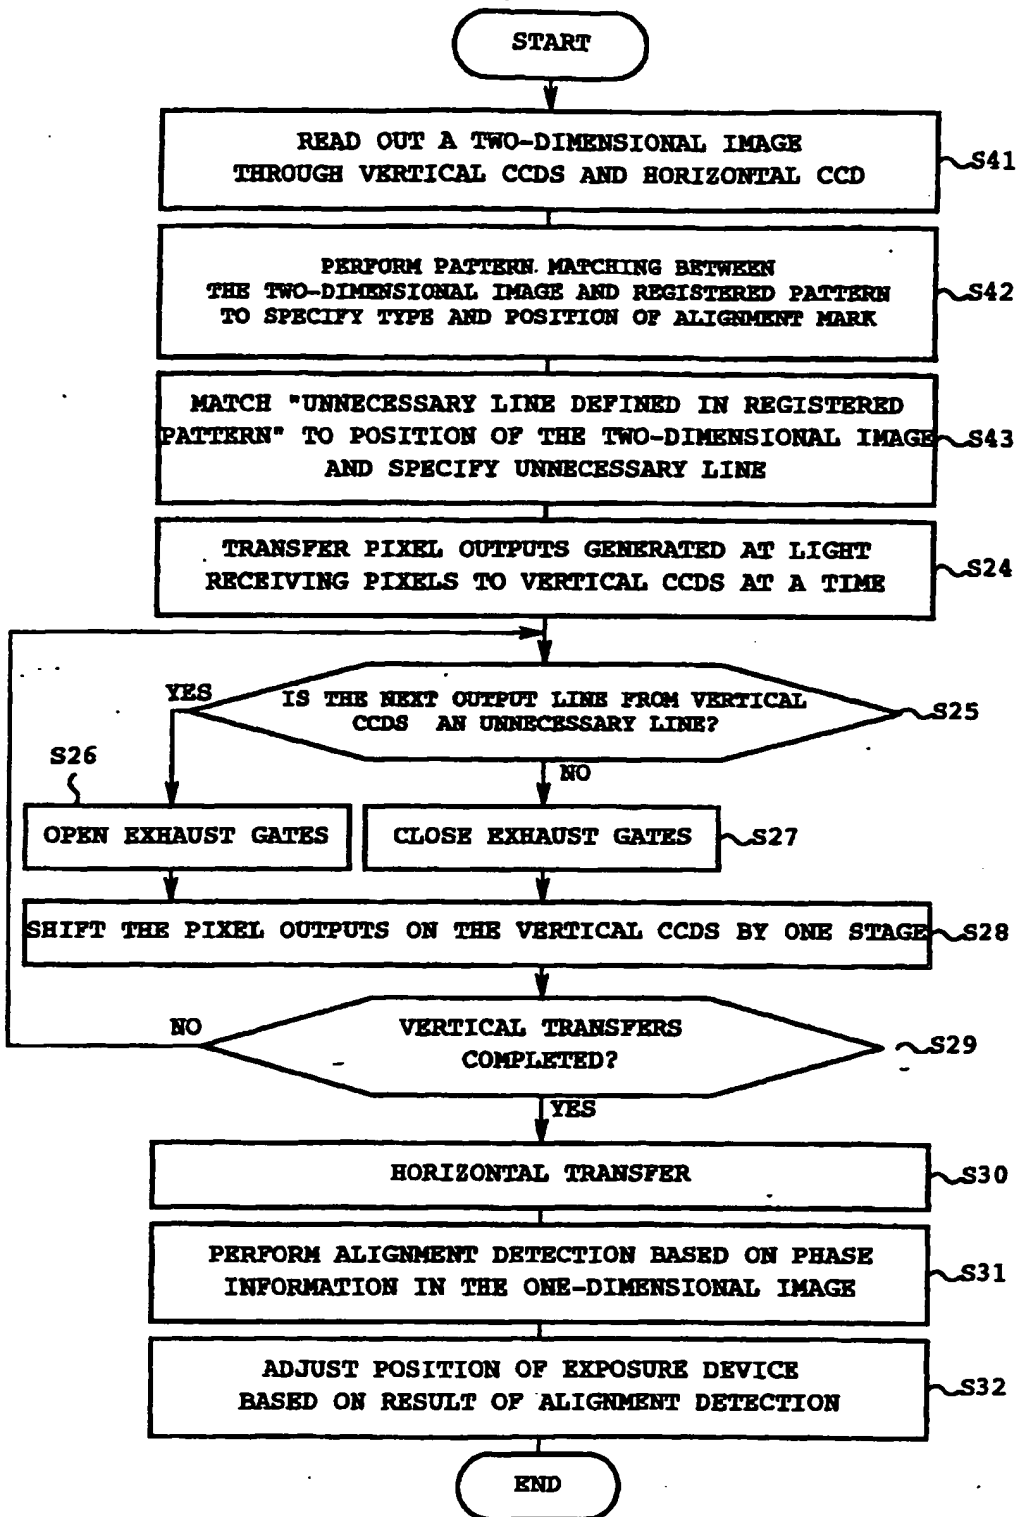 START
READ OUT A TWO-DIMENSIONAL IMAGE
THROUGH VERTICAL CCDS AND HORIZONTAL CCD
S41
PERFORM PATTERN MATCHING BETWEEN
THE TWO-DIMENSIONAL IMAGE AND REGISTERED PATTERN
TO SPECIFY TYPE AND POSITION OF ALIGNMENT MARK
S42
MATCH "UNNECESSARY LINE DEFINED IN REGISTERED
PATTERN" TO POSITION OF THE TWO-DIMENSIONAL IMAGE
AND SPECIFY UNNECESSARY LINE
S43
TRANSFER PIXEL OUTPUTS GENERATED AT LIGHT
RECEIVING PIXELS TO VERTICAL CCDS AT A TIME
S24
YES
IS THE NEXT OUTPUT LINE FROM VERTICAL
CCDS AN UNNECESSARY LINE?
S25
S26
NO
OPEN EXHAUST GATES
CLOSE EXHAUST GATES
S27
SHIFT THE PIXEL OUTPUTS ON THE VERTICAL CCDS BY ONE STAGE
S28
NO
VERTICAL TRANSFERS
COMPLETED?
S29
YES
HORIZONTAL TRANSFER
S30
PERFORM ALIGNMENT DETECTION BASED ON PHASE
INFORMATION IN THE ONE-DIMENSIONAL IMAGE
S31
ADJUST POSITION OF EXPOSURE DEVICE
BASED ON RESULT OF ALIGNMENT DETECTION
S32
END